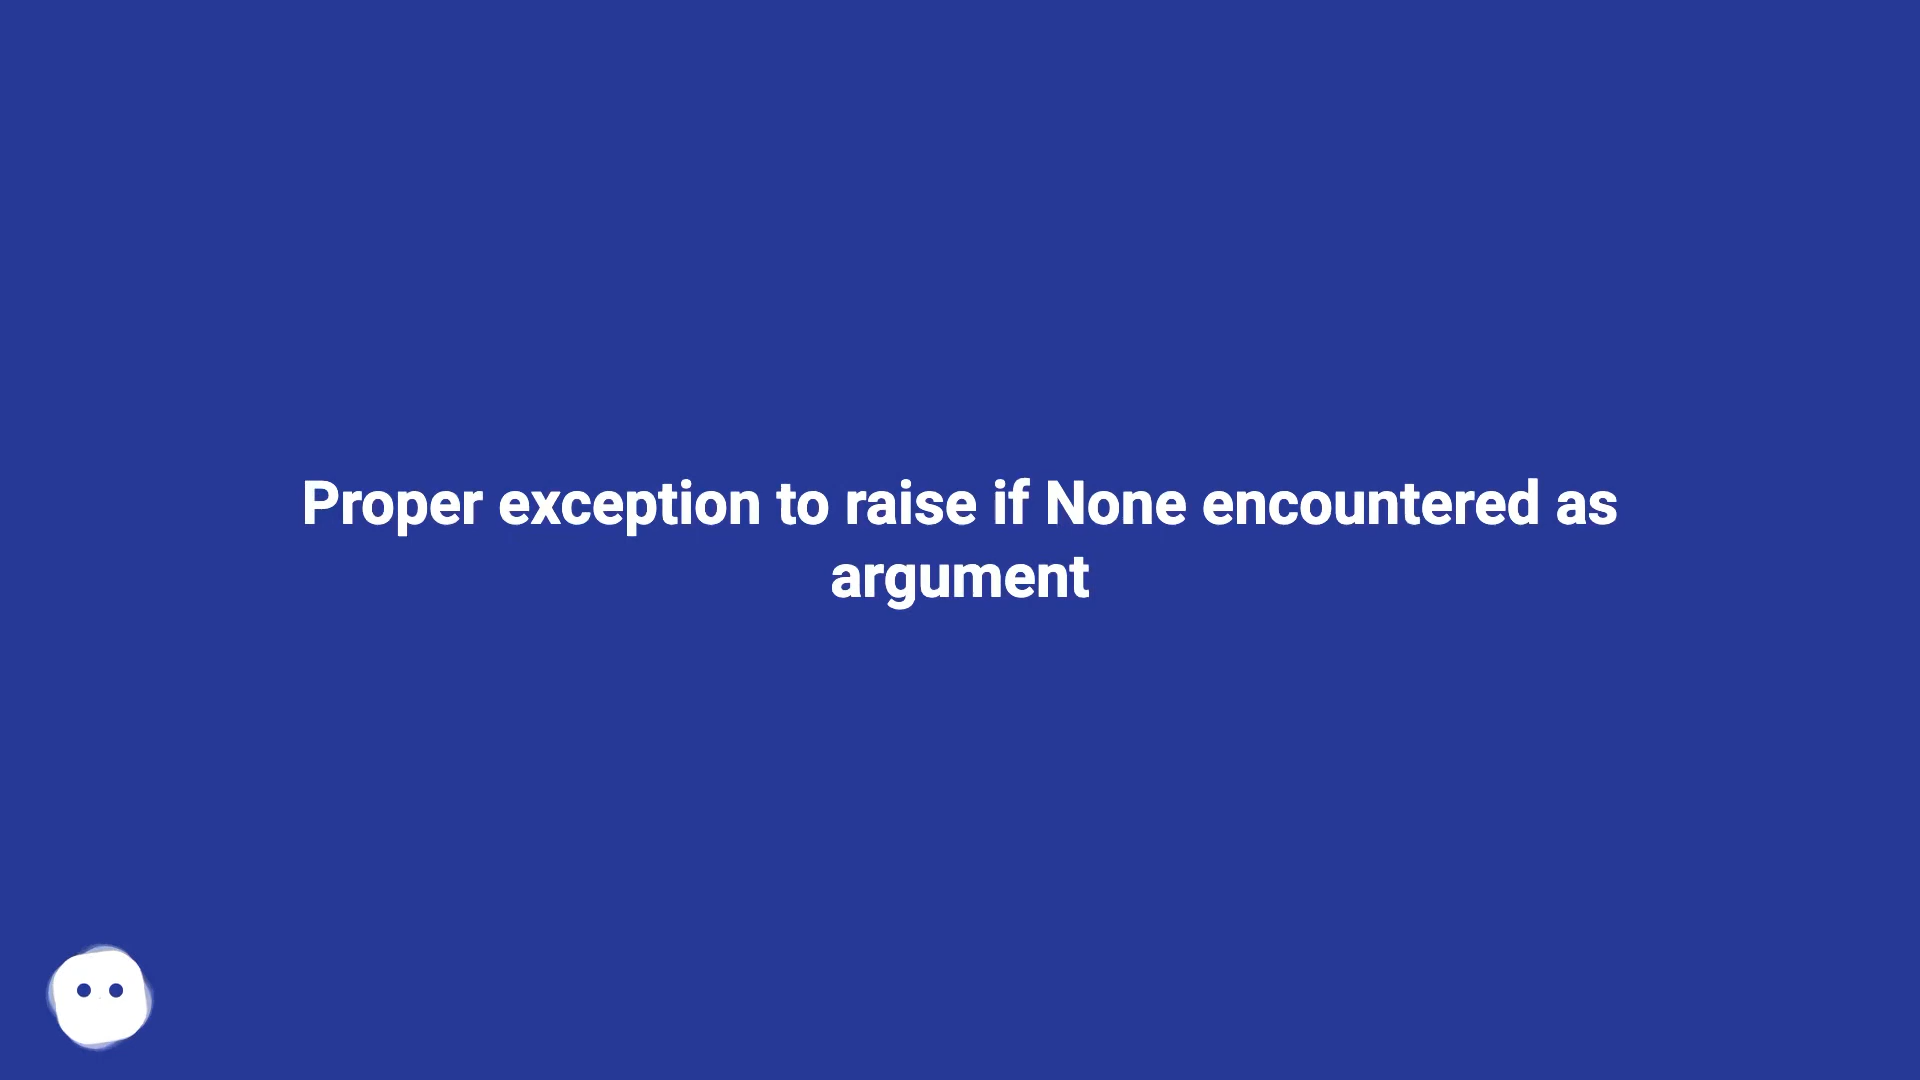 Proper exception to raise if None encountered as
argument